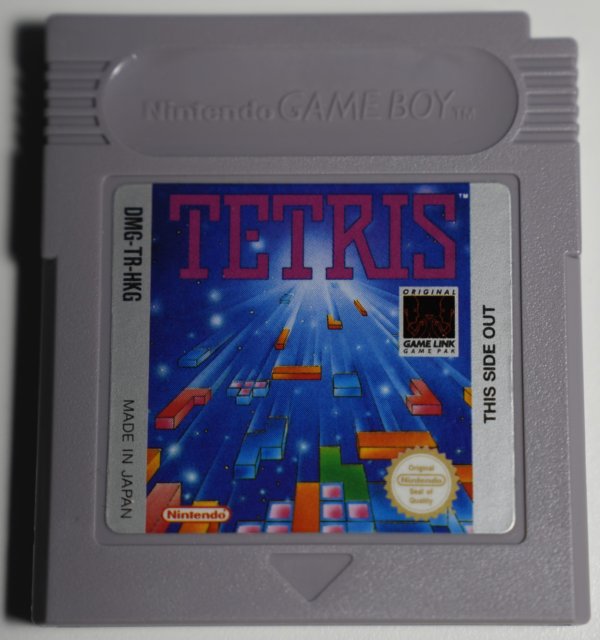 Nintendo GAME BOY TM
TETRIS TM
DMG-TR-HKG
MADE IN JAPAN
ORIGINAL
GAME LINK
GAME PAK
THIS SIDE OUT
Original
Nintendo
Seal of
Quality
Nintendo